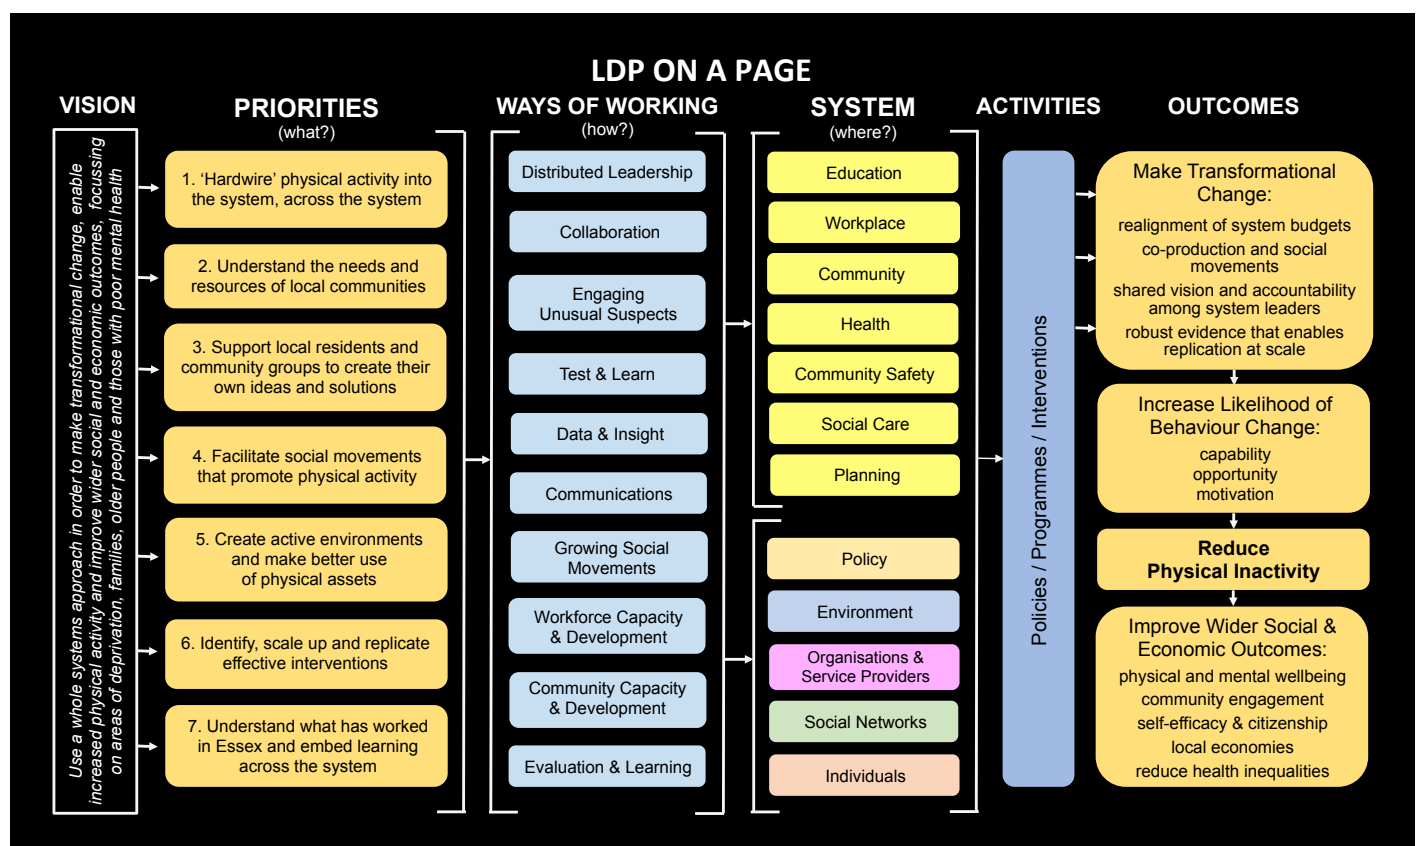 LDP ON A PAGE
VISION
Use a whole systems approach in order to make transformational change, enable
increased physical activity and improve wider social and economic outcomes, focussing
on areas of deprivation, families, older people and those with poor mental health
PRIORITIES
(what?)
1. ‘Hardwire’ physical activity into
the system, across the system
2. Understand the needs and
resources of local communities
3. Support local residents and
community groups to create their
own ideas and solutions
4. Facilitate social movements
that promote physical activity
5. Create active environments
and make better use
of physical assets
6. Identify, scale up and replicate
effective interventions
7. Understand what has worked
in Essex and embed learning
across the system
WAYS OF WORKING
(how?)
Distributed Leadership
Collaboration
Engaging
Unusual Suspects
Test & Learn
Data & Insight
Communications
Growing Social
Movements
Workforce Capacity
& Development
Community Capacity
& Development
Evaluation & Learning
SYSTEM
(where?)
Education
Workplace
Community
Health
Community Safety
Social Care
Planning
Policy
Environment
Organisations &
Service Providers
Social Networks
Individuals
ACTIVITIES
Policies / Programmes / Interventions
OUTCOMES
Make Transformational
Change:
realignment of system budgets
co-production and social
movements
shared vision and accountability
among system leaders
robust evidence that enables
replication at scale
Increase Likelihood of
Behaviour Change:
capability
opportunity
motivation
Reduce
Physical Inactivity
Improve Wider Social &
Economic Outcomes:
physical and mental wellbeing
community engagement
self-efficacy & citizenship
local economies
reduce health inequalities